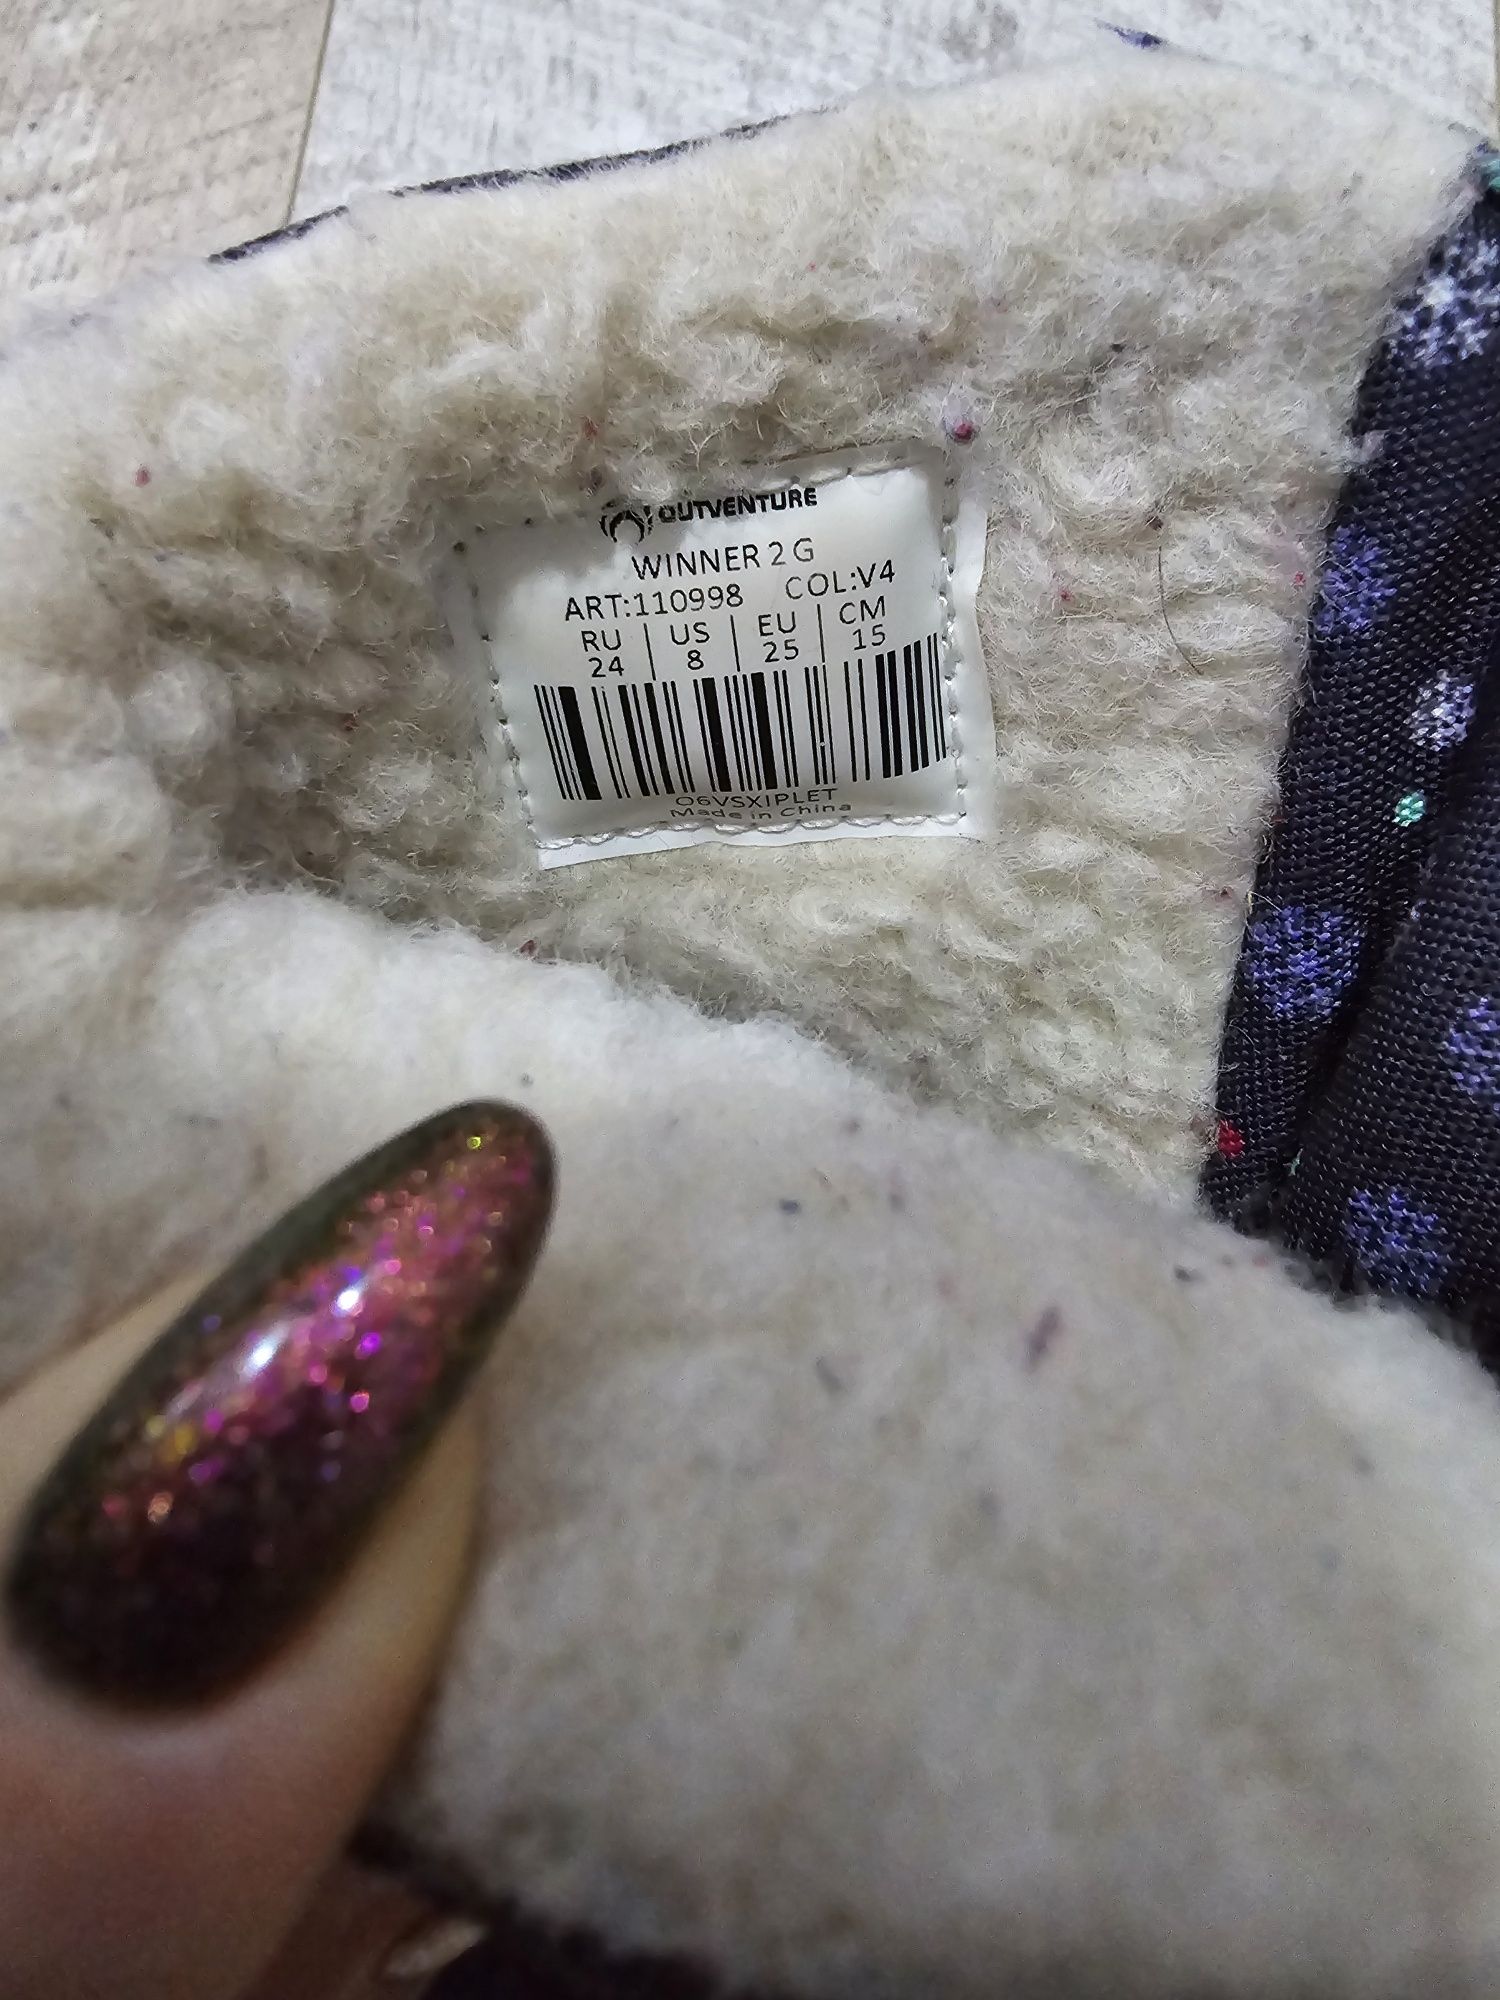 OUTVENTURE
WINNER 2 G
ART:110998 COL:V4
RU | US | EU | CM
24 | 8 | 25 | 15
O6VSXIPLET
Made in China